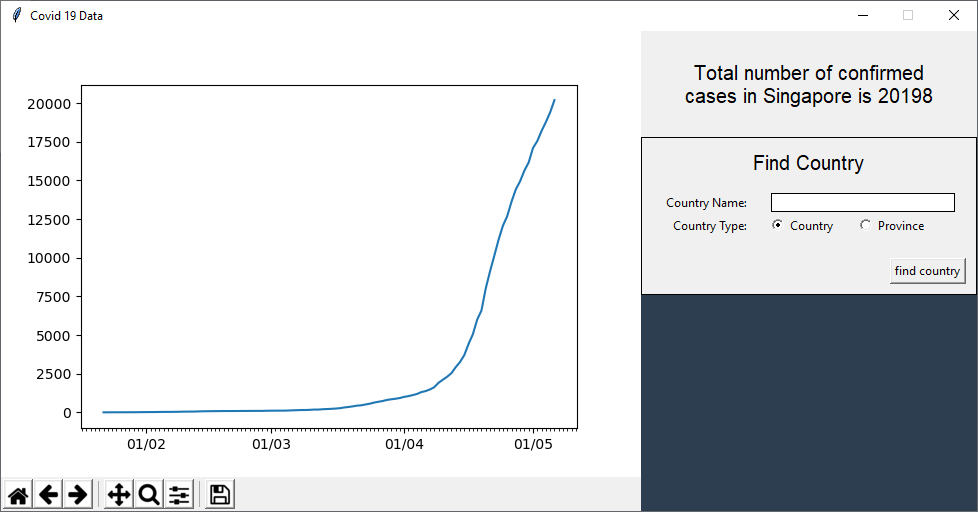 Covid 19 Data
20000
17500
15000
12500
10000
7500
5000
2500
0
01/02 01/03 01/04 01/05
Total number of confirmed
cases in Singapore is 20198
Find Country
Country Name:
Country Type: Country Province
find country